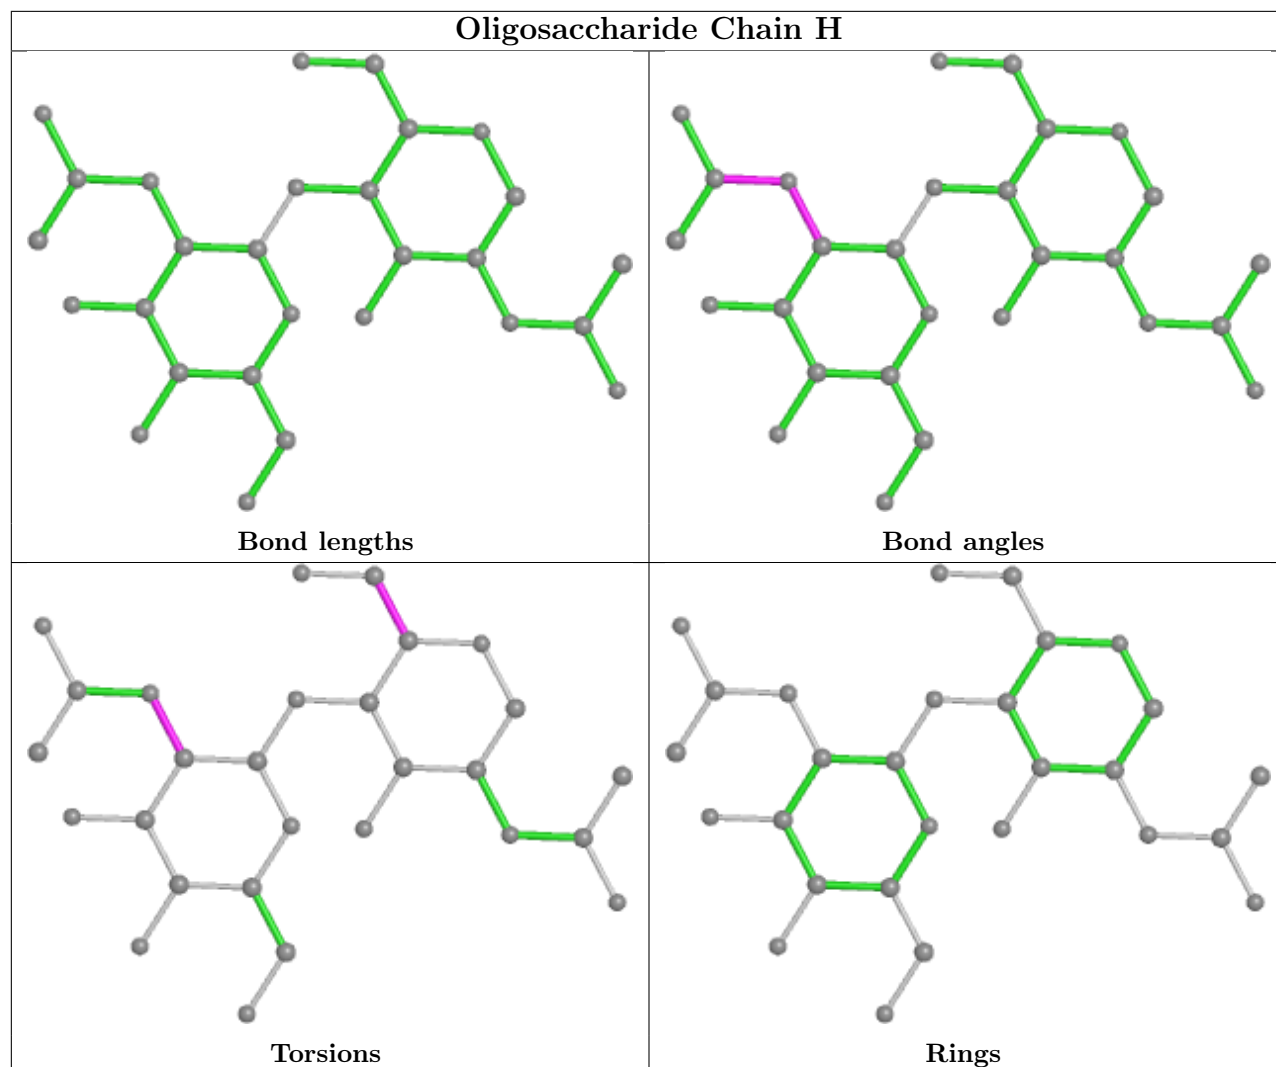 Oligosaccharide Chain H
Bond lengths
Bond angles
Torsions
Rings